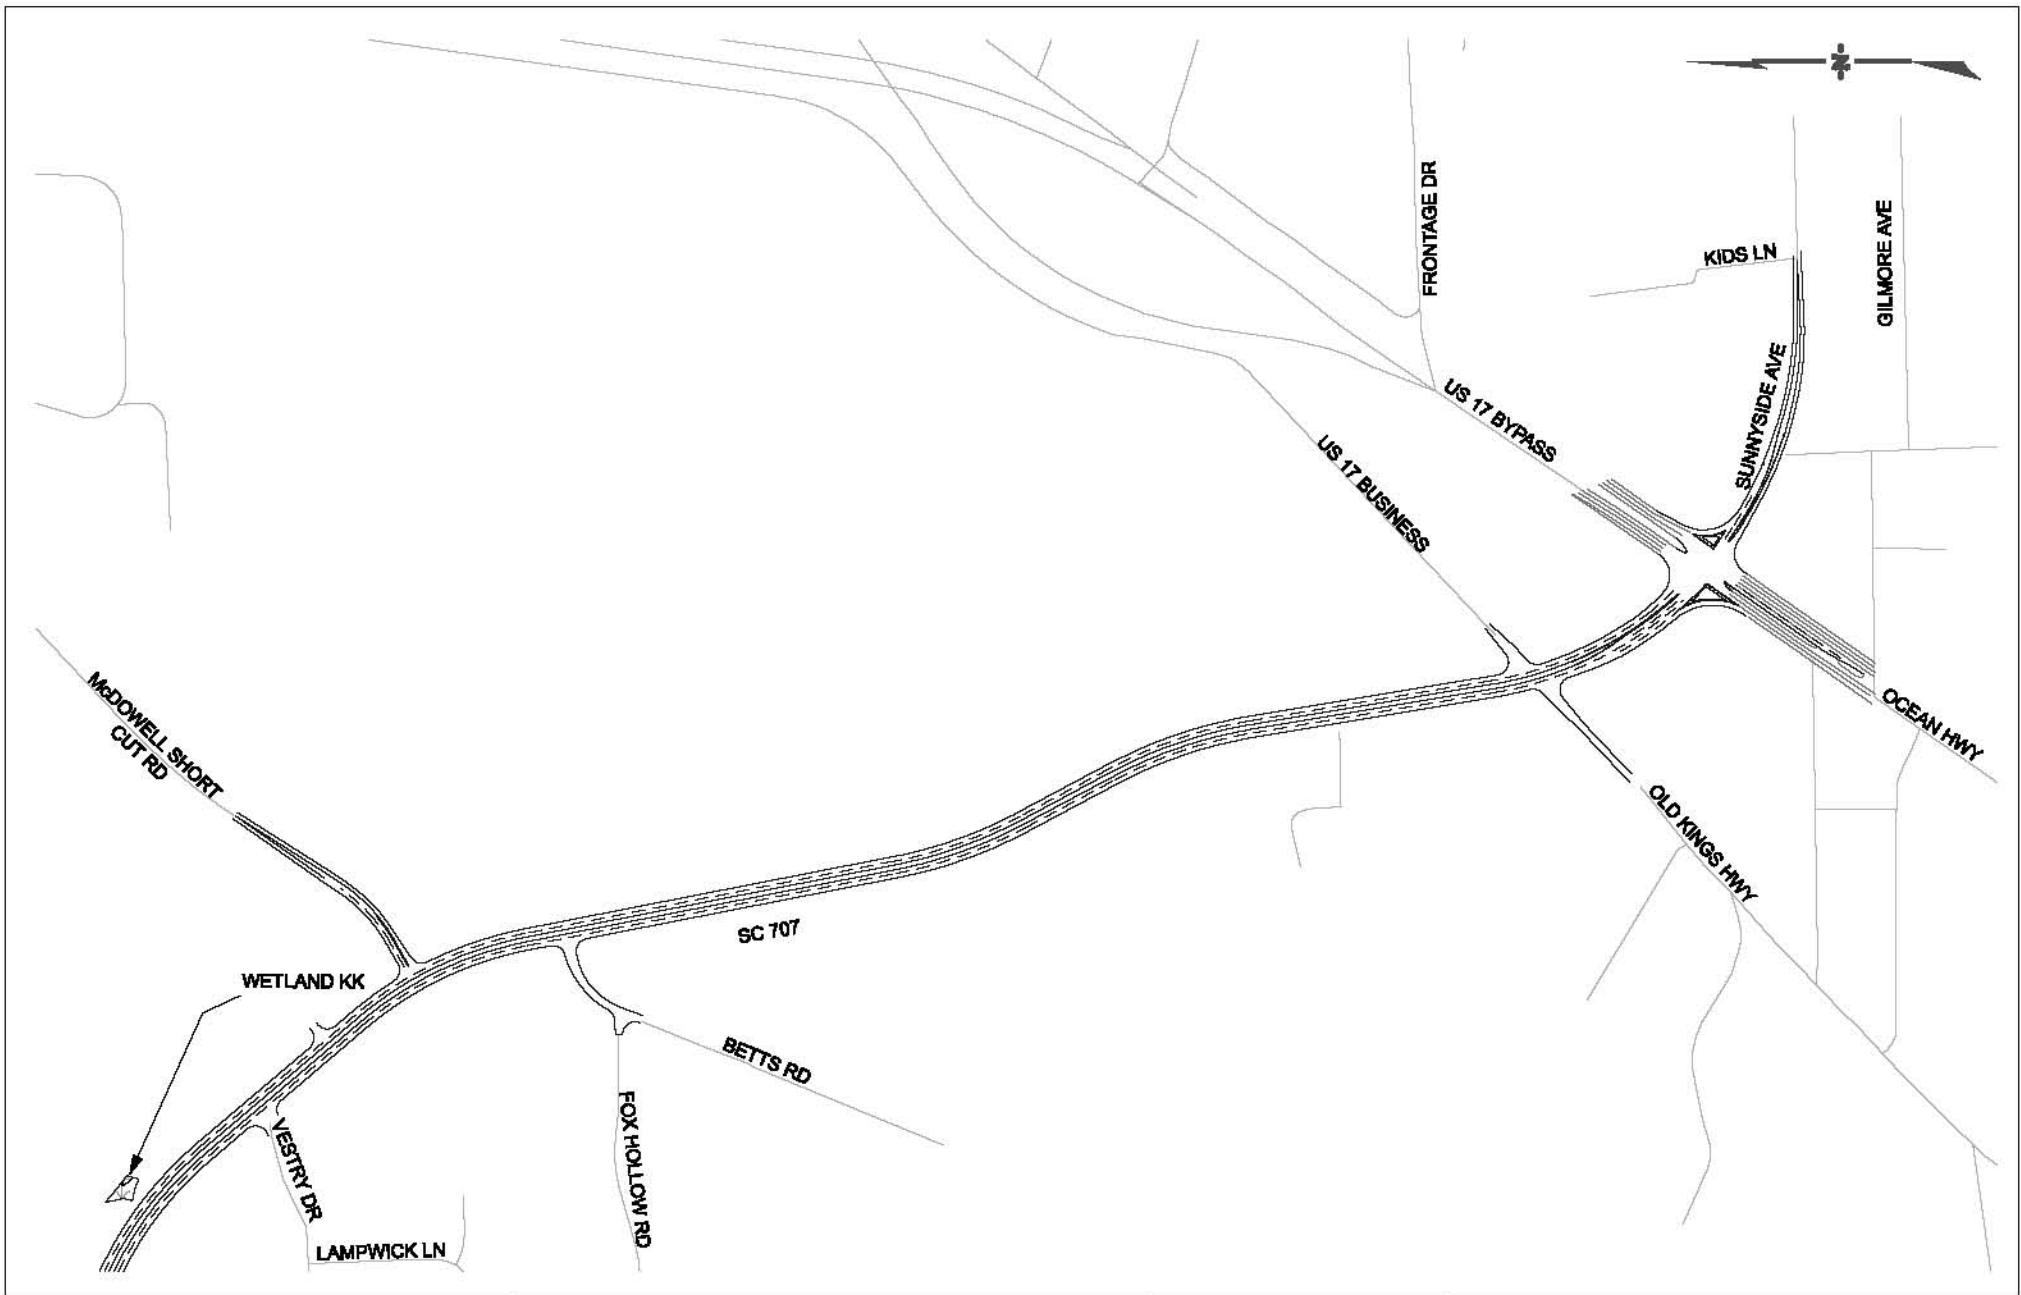 N
FRONTAGE DR
KIDS LN
GILMORE AVE
SUNNYSIDE AVE
US 17 BYPASS
US 17 BUSINESS
OCEAN HWY
OLD KINGS HWY
McDOWELL SHORT
CUT RD
SC 707
WETLAND KK
BETTS RD
FOX HOLLOW RD
VESTRY DR
LAMPWICK LN